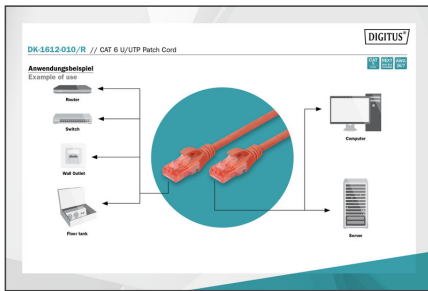 DIGITUS®
DK-1612-010/R // CAT 6 U/UTP Patch Cord
Anwendungsbeispiel
Example of use
Router
Switch
Wall Outlet
Floor tank
Computer
Server